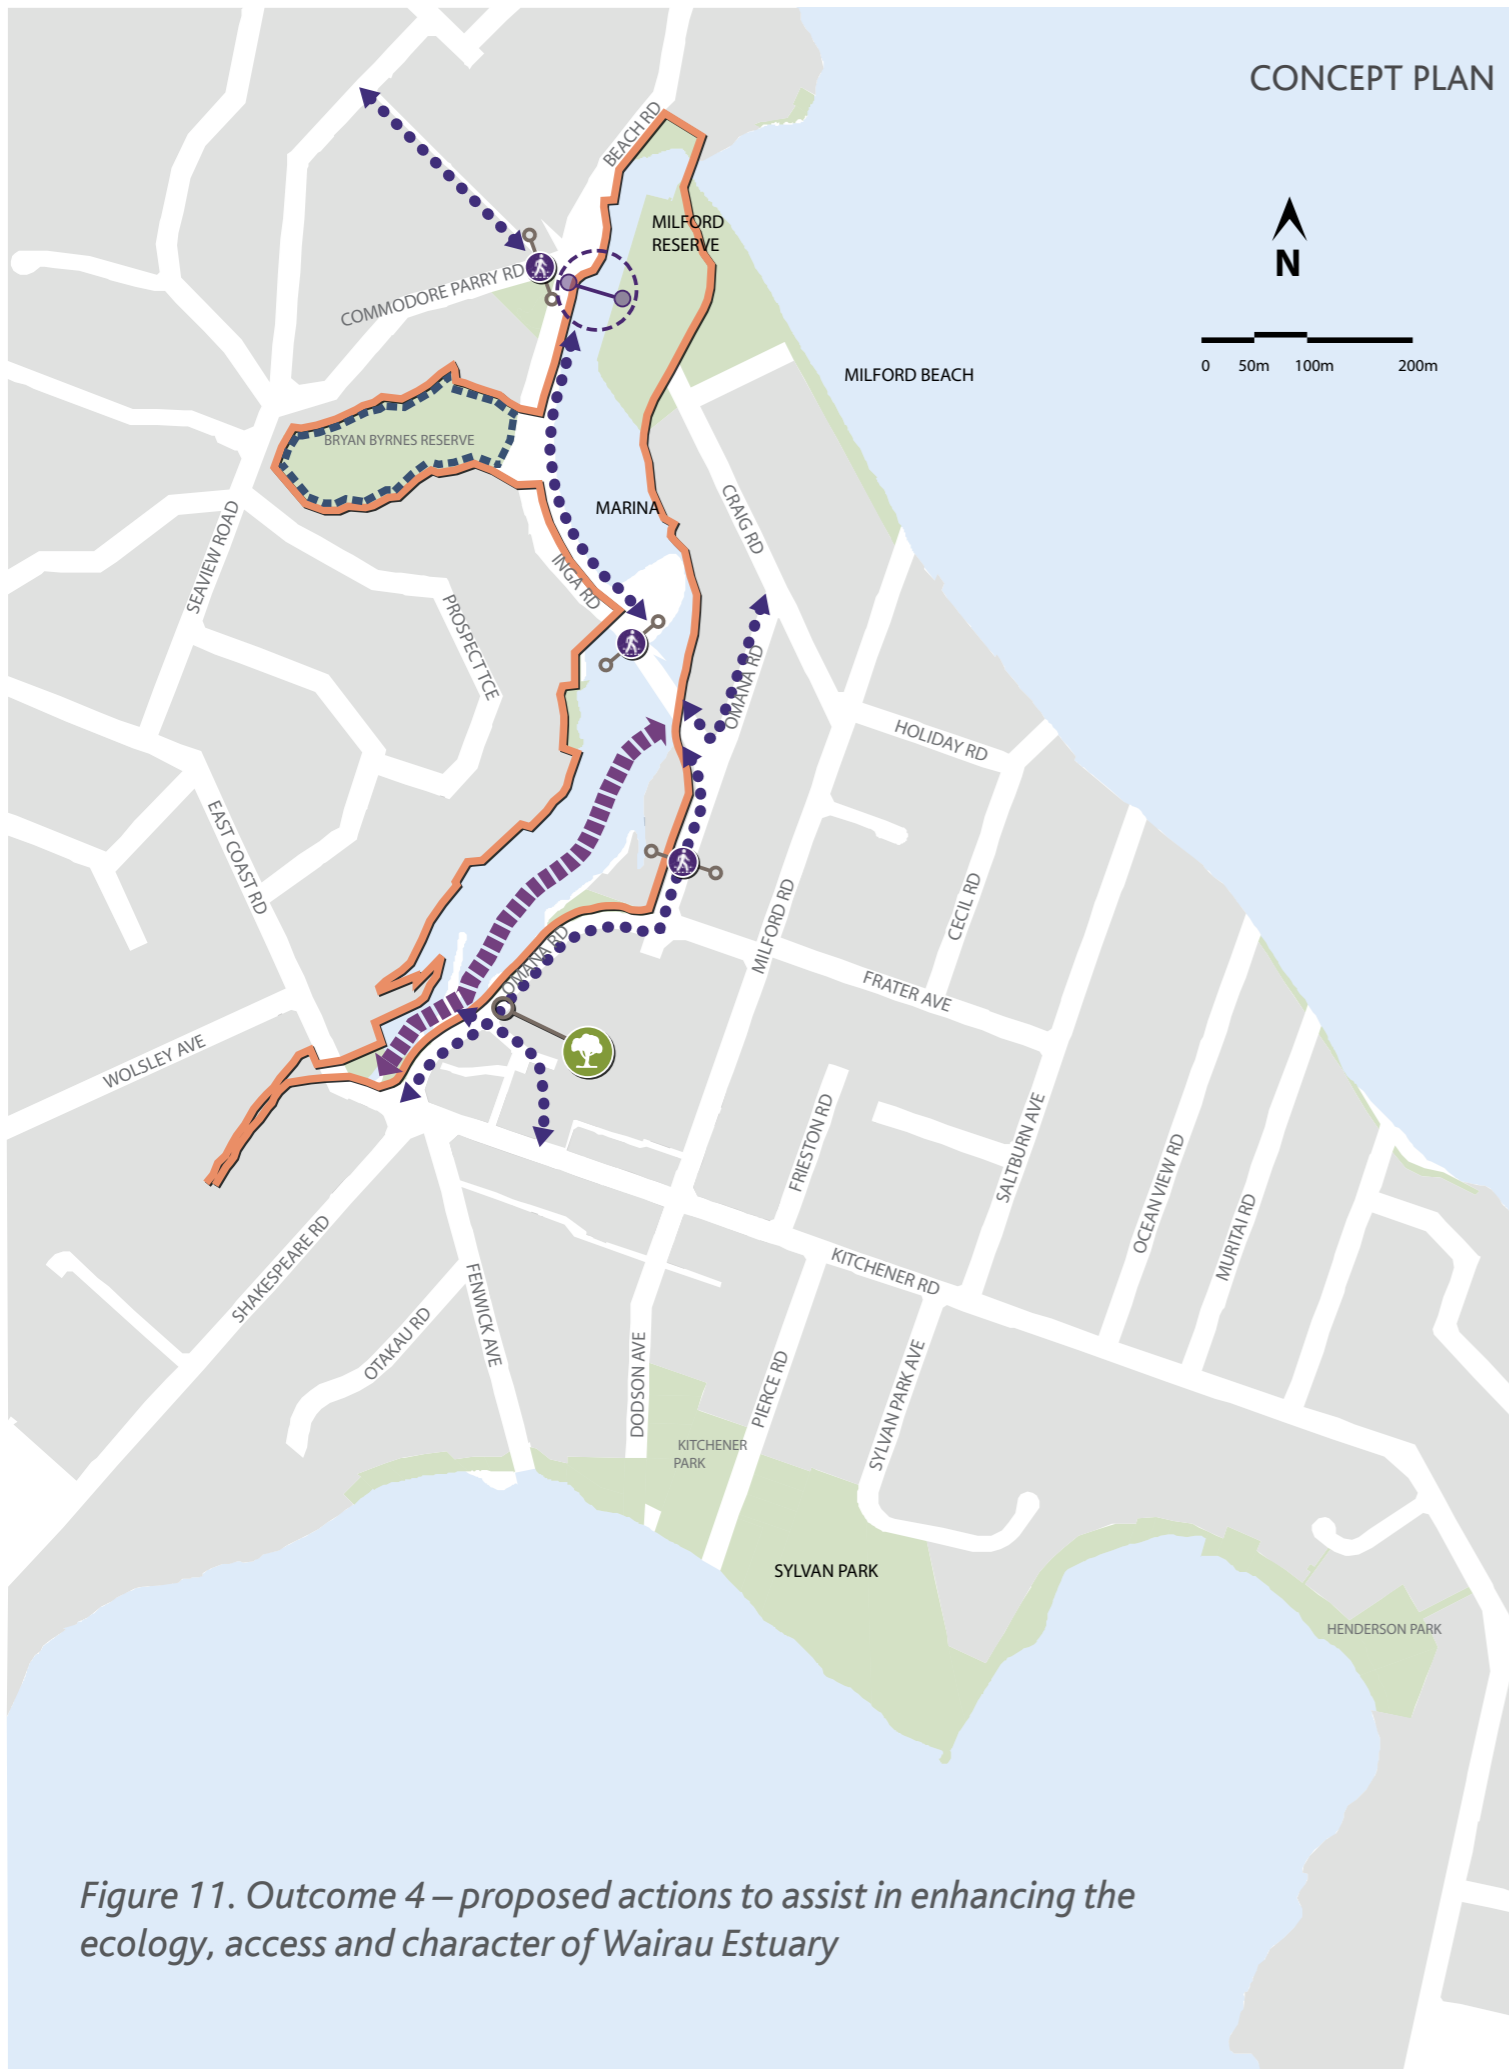 CONCEPT PLAN
BEACH RD
MILFORD
RESERVE
N
COMMODORE PARRY RD
0 50m 100m 200m
MILFORD BEACH
BRYAN BYRNES RESERVE
MARINA
CRAIG RD
SEAVIEW ROAD
INGA RD
PROSPECT TCE
OMANA RD
HOLIDAY RD
EAST COAST RD
MILFORD RD
CECIL RD
OMANA RD
FRATER AVE
WOLSLEY AVE
FRIESTON RD
SALTBURN AVE
OCEAN VIEW RD
MURITAI RD
SHAKESPEARE RD
KITCHENER RD
FENWICK AVE
OTAKAU RD
DODSON AVE
PIERCE RD
SYLVAN PARK AVE
KITCHENER
PARK
SYLVAN PARK
HENDERSON PARK
Figure 11. Outcome 4 – proposed actions to assist in enhancing the
ecology, access and character of Wairau Estuary